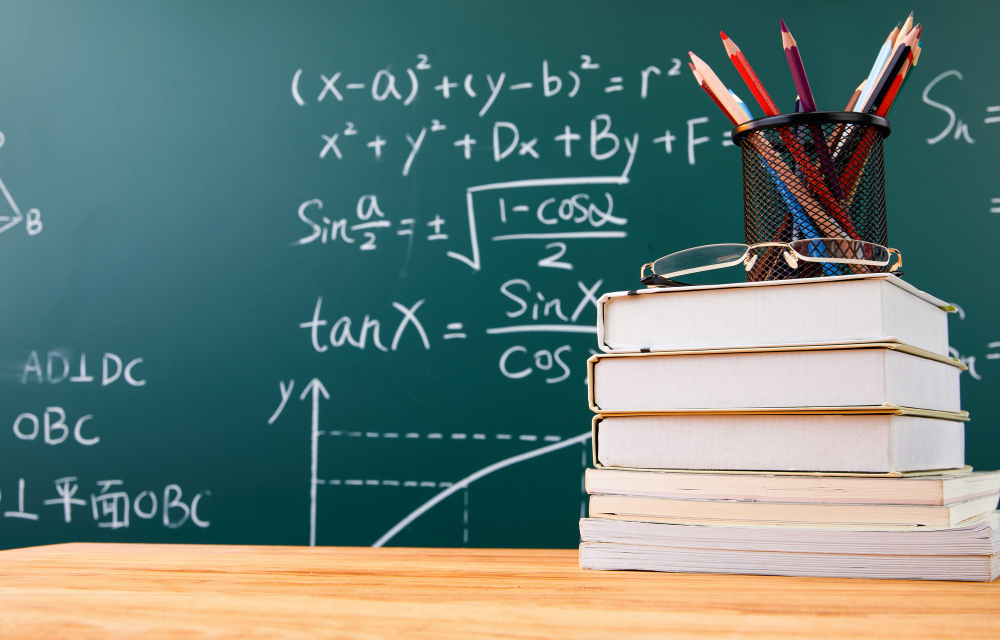 (x-a)²+(y-b)²=r²
x²+y²+Dx+By+F=
Sin a/2 = ± √(1-cosα/2)
tanX = SinX/Cos
Sn =
B
AD⊥DC
OBC
⊥平面OBC
y